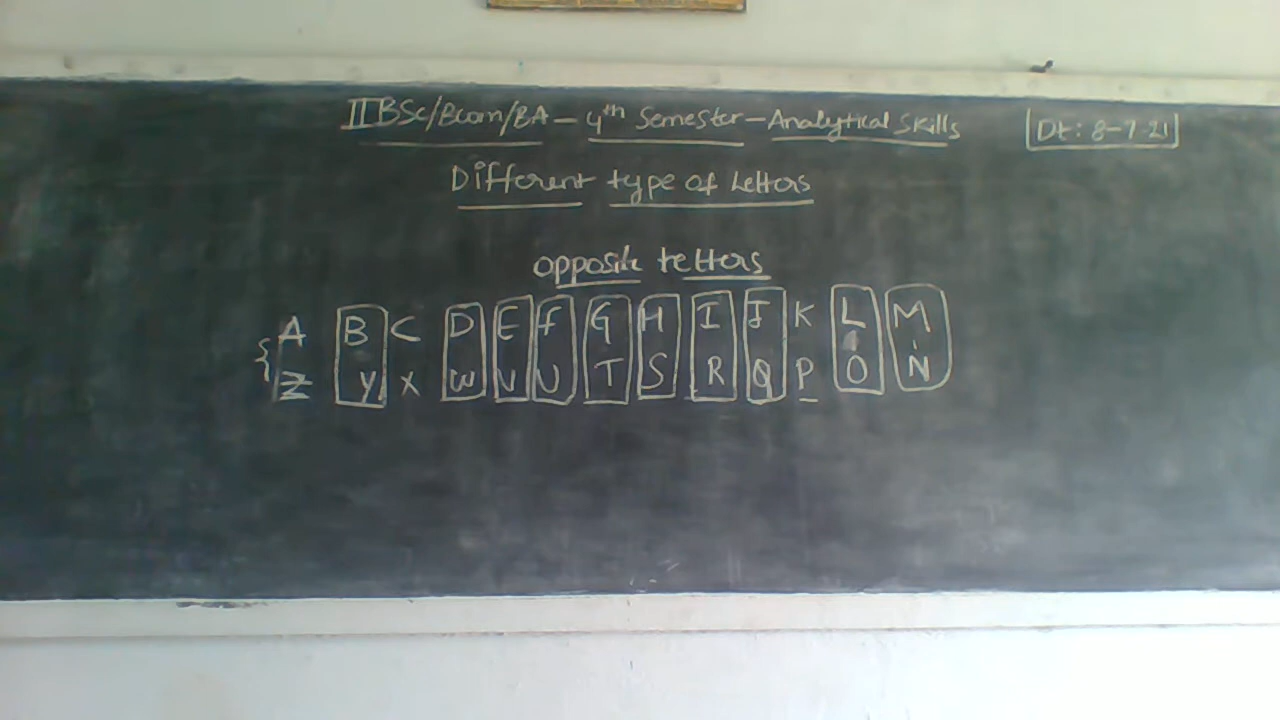 II BSc/Bcom/BA - 4th Semester - Analytical Skills
Dt: 8-7-21
Different type of Letters
opposite Letters
A B C D E f G H I J K L M
Z Y X W V U T S R Q P O N